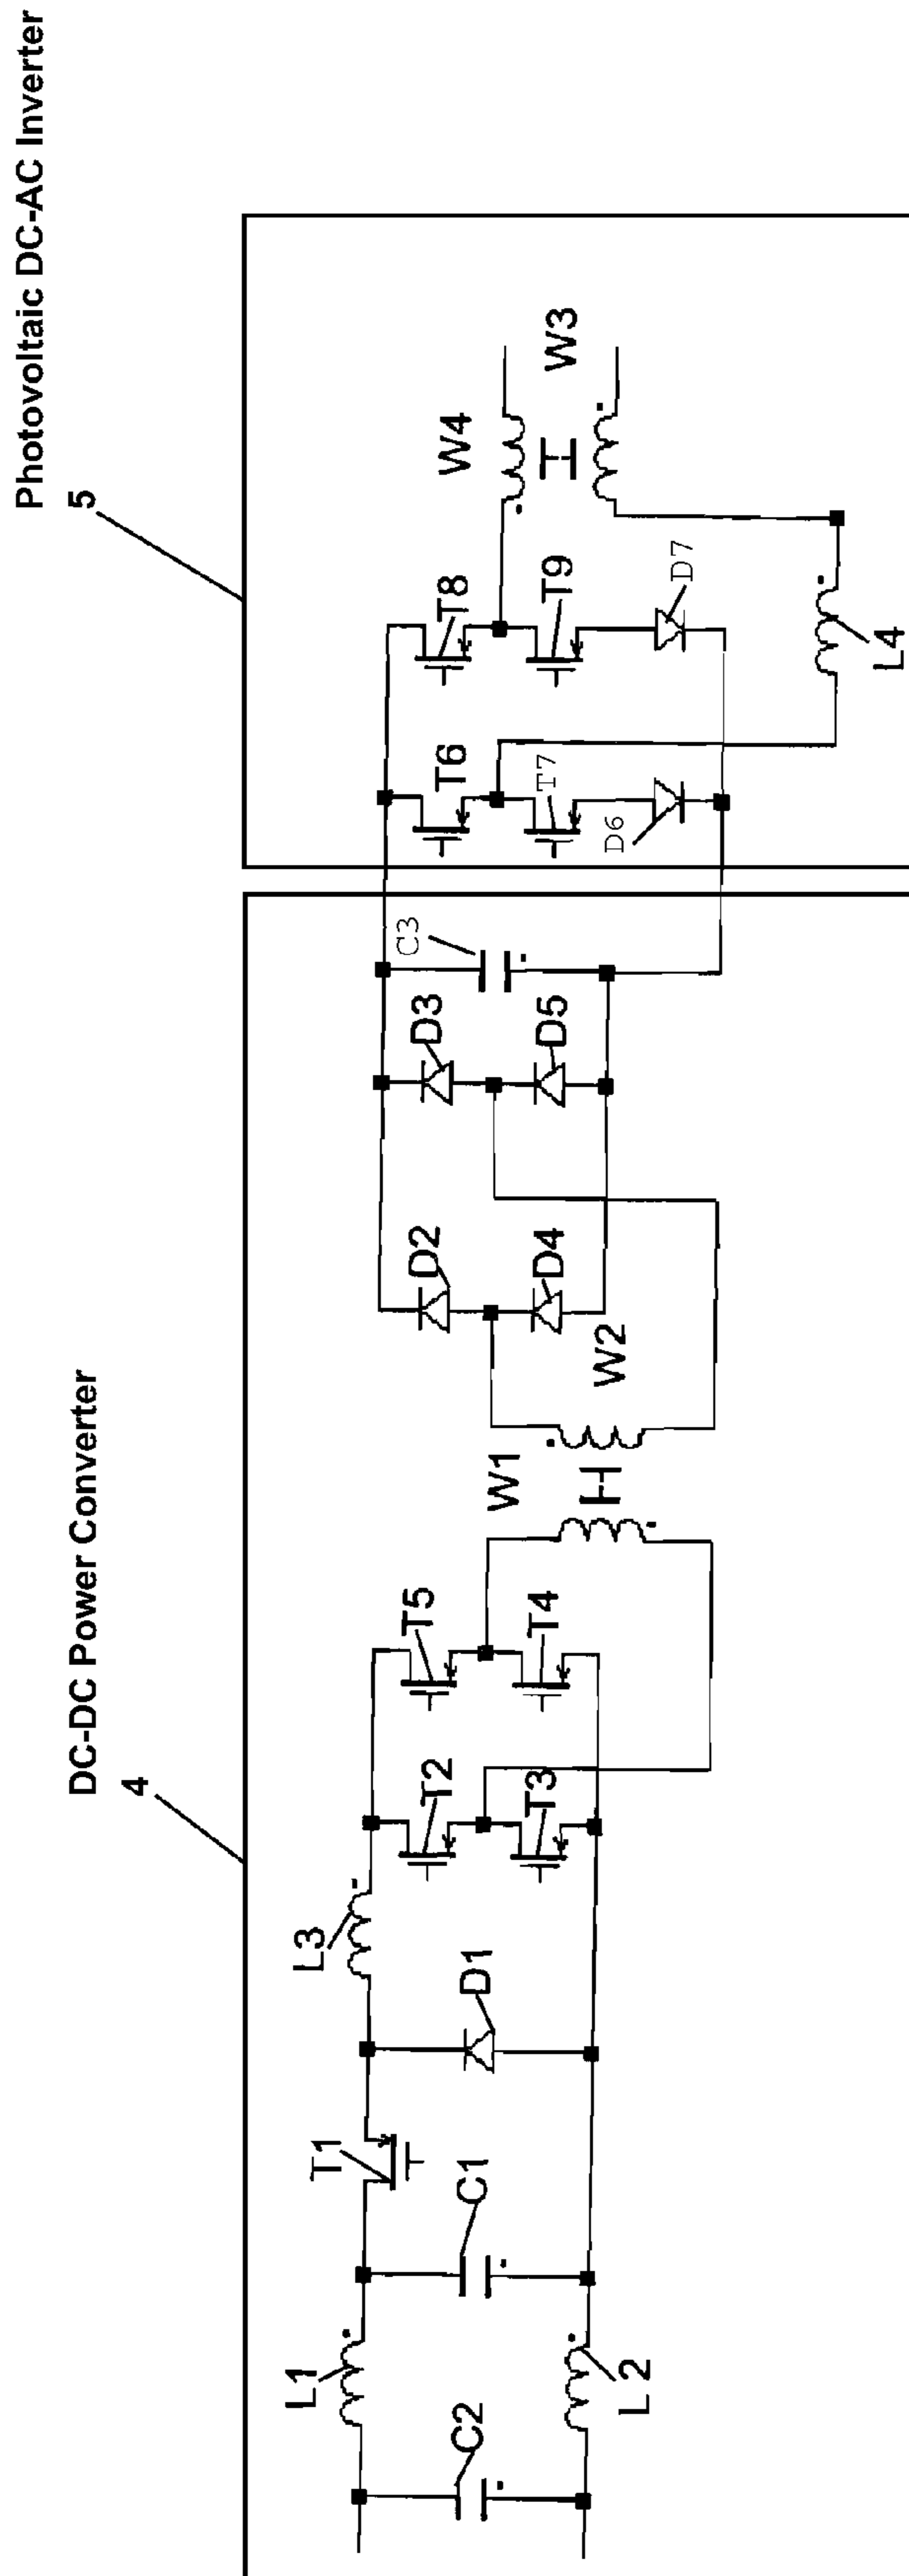 Photovoltaic DC-AC Inverter
5
DC-DC Power Converter
4
L1
C2
L2
C1
T1
D1
L3
T2
T3
T5
T4
W1
W2
D2
D4
D3
D5
C3
T6
T7
D6
T8
T9
D7
W4
W3
L4